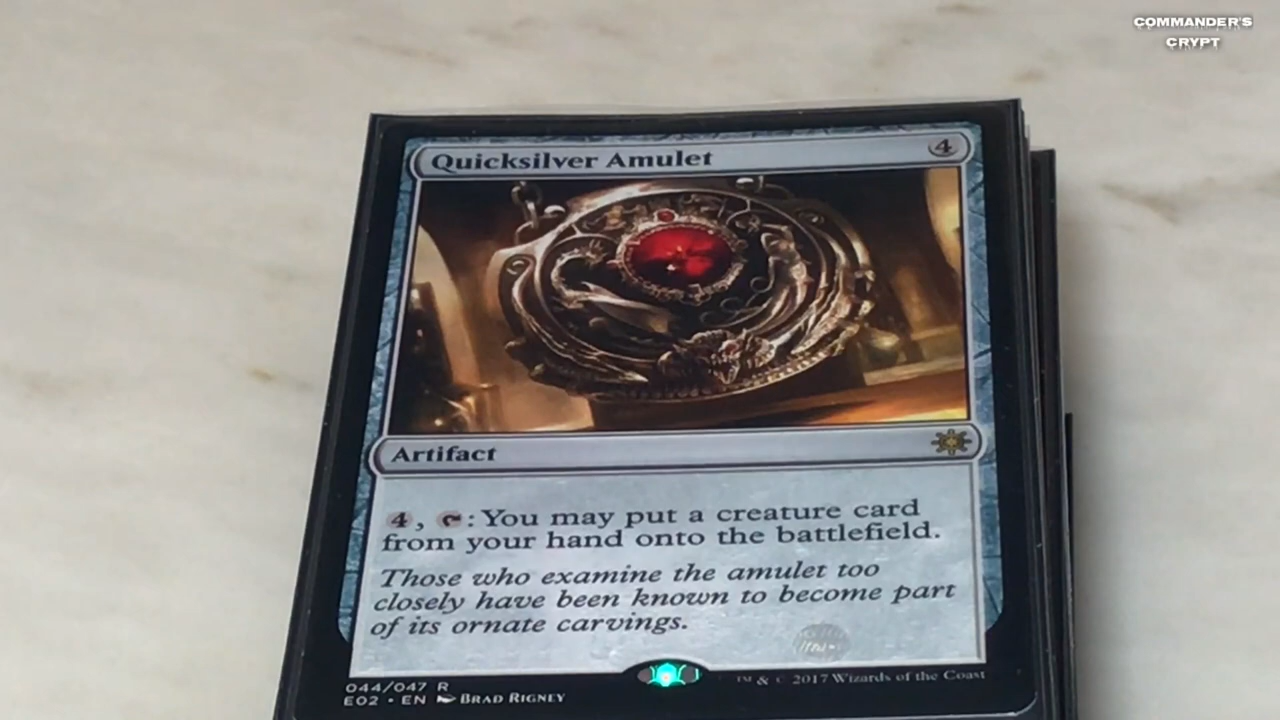 COMMANDER'S
CRYPT
Quicksilver Amulet 4
Artifact
4, : You may put a creature card
from your hand onto the battlefield.
Those who examine the amulet too
closely have been known to become part
of its ornate carvings.
044/047 R
E02 • EN BRAD RIGNEY
™ & © 2017 Wizards of the Coast